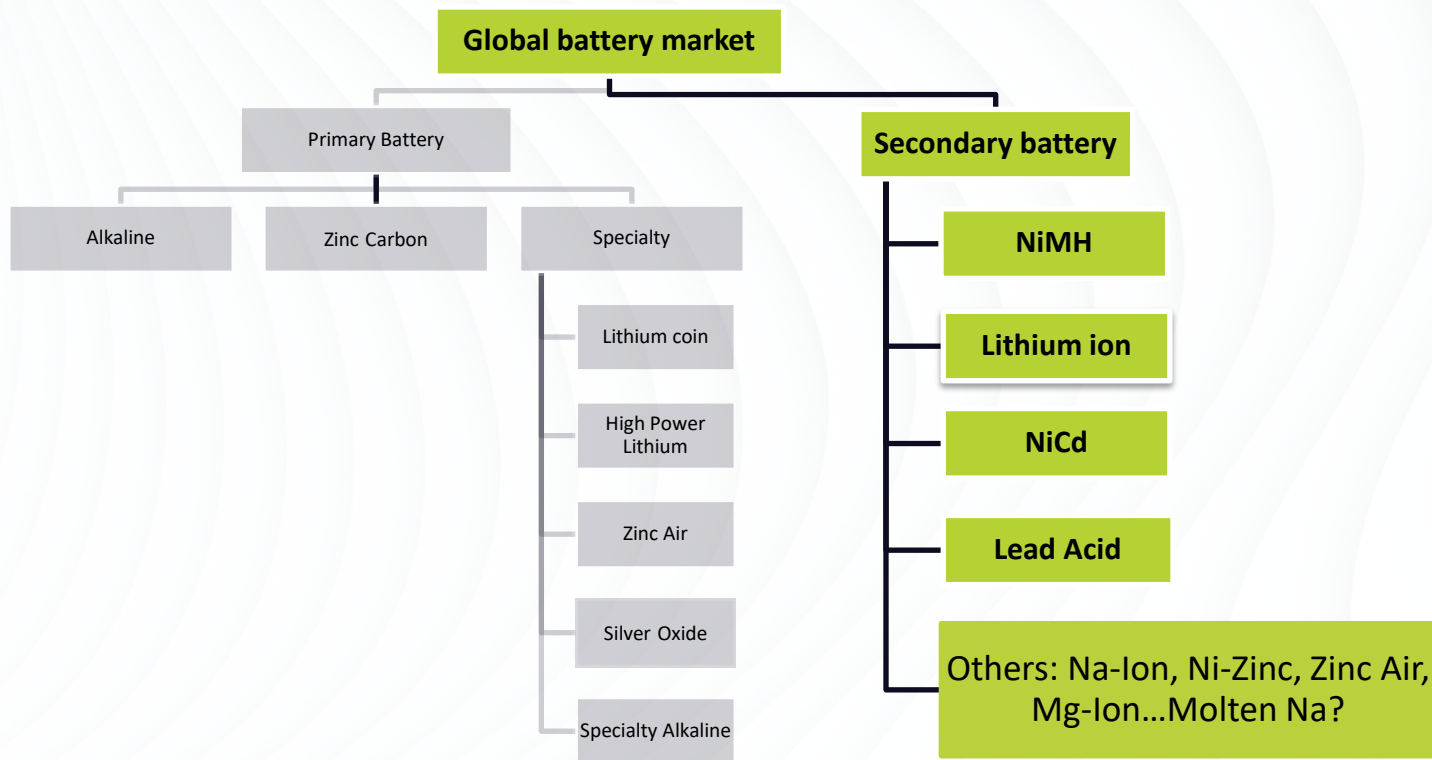 Global battery market
Primary Battery
Secondary battery
Alkaline
Zinc Carbon
Specialty
Lithium coin
High Power
Lithium
Zinc Air
Silver Oxide
Specialty Alkaline
NiMH
Lithium ion
NiCd
Lead Acid
Others: Na-Ion, Ni-Zinc, Zinc Air,
Mg-Ion...Molten Na?